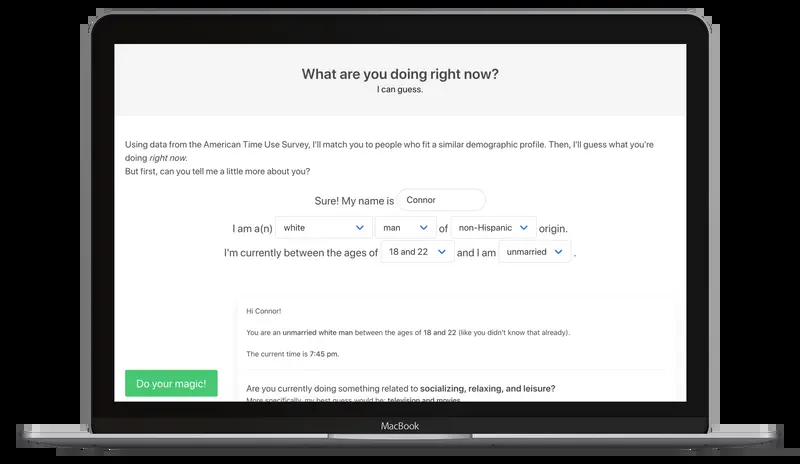 What are you doing right now?
I can guess.
Using data from the American Time Use Survey, I'll match you to people who fit a similar demographic profile. Then, I'll guess what you're
doing right now.
But first, can you tell me a little more about you?
Sure! My name is Connor
I am a(n) white man of non-Hispanic origin.
I'm currently between the ages of 18 and 22 and I am unmarried .
Hi Connor!
You are an unmarried white man between the ages of 18 and 22 (like you didn't know that already).
The current time is 7:45 pm.
Do your magic!
Are you currently doing something related to socializing, relaxing, and leisure?
More specifically, my best guess would be: television and movies
MacBook